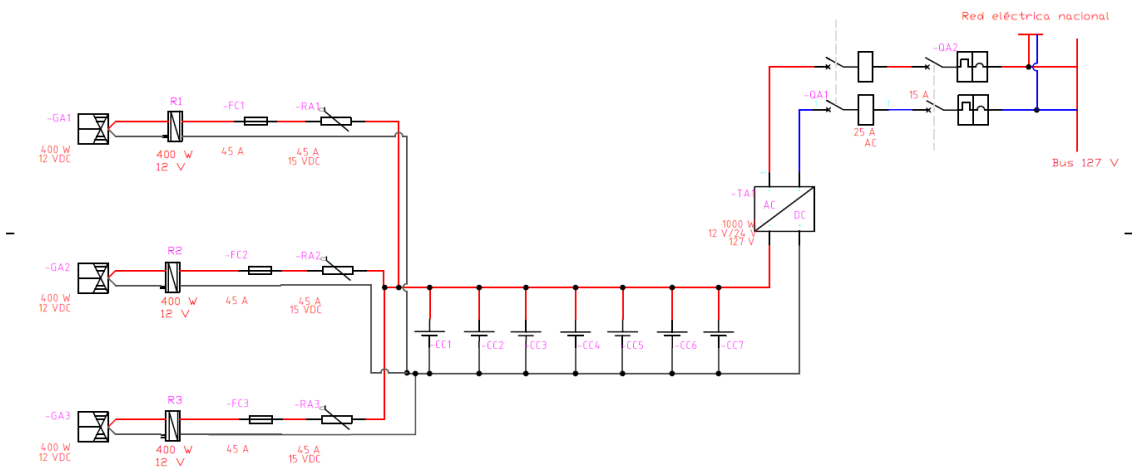 Red eléctrica nacional
-QA2
-QA1
15 A
25 A
AC
Bus 127 V
R1
-FC1
-RA1
-GA1
400 W
12 VDC
400 W
12 V
45 A
45 A
15 VDC
-TA1
AC
DC
1000 W
12 V/24 V
127 V
R2
-FC2
-RA2
-GA2
400 W
12 VDC
400 W
12 V
45 A
45 A
15 VDC
-CC1
-CC2
-CC3
-CC4
-CC5
-CC6
-CC7
R3
-FC3
-RA3
-GA3
400 W
12 VDC
400 W
12 V
45 A
45 A
15 VDC